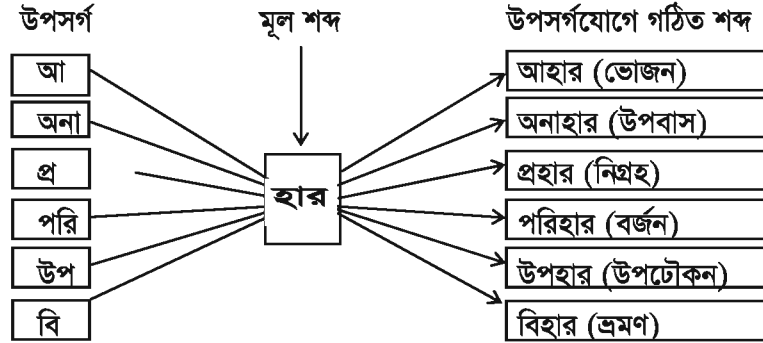 উপসর্গ মূল শব্দ উপসর্গযোগে গঠিত শব্দ
আ আহার (ভোজন)
অনা অনাহার (উপবাস)
প্র হার প্রহার (নিগ্রহ)
পরি পরিহার (বর্জন)
উপ উপহার (উপঢৌকন)
বি বিহার (ভ্রমণ)